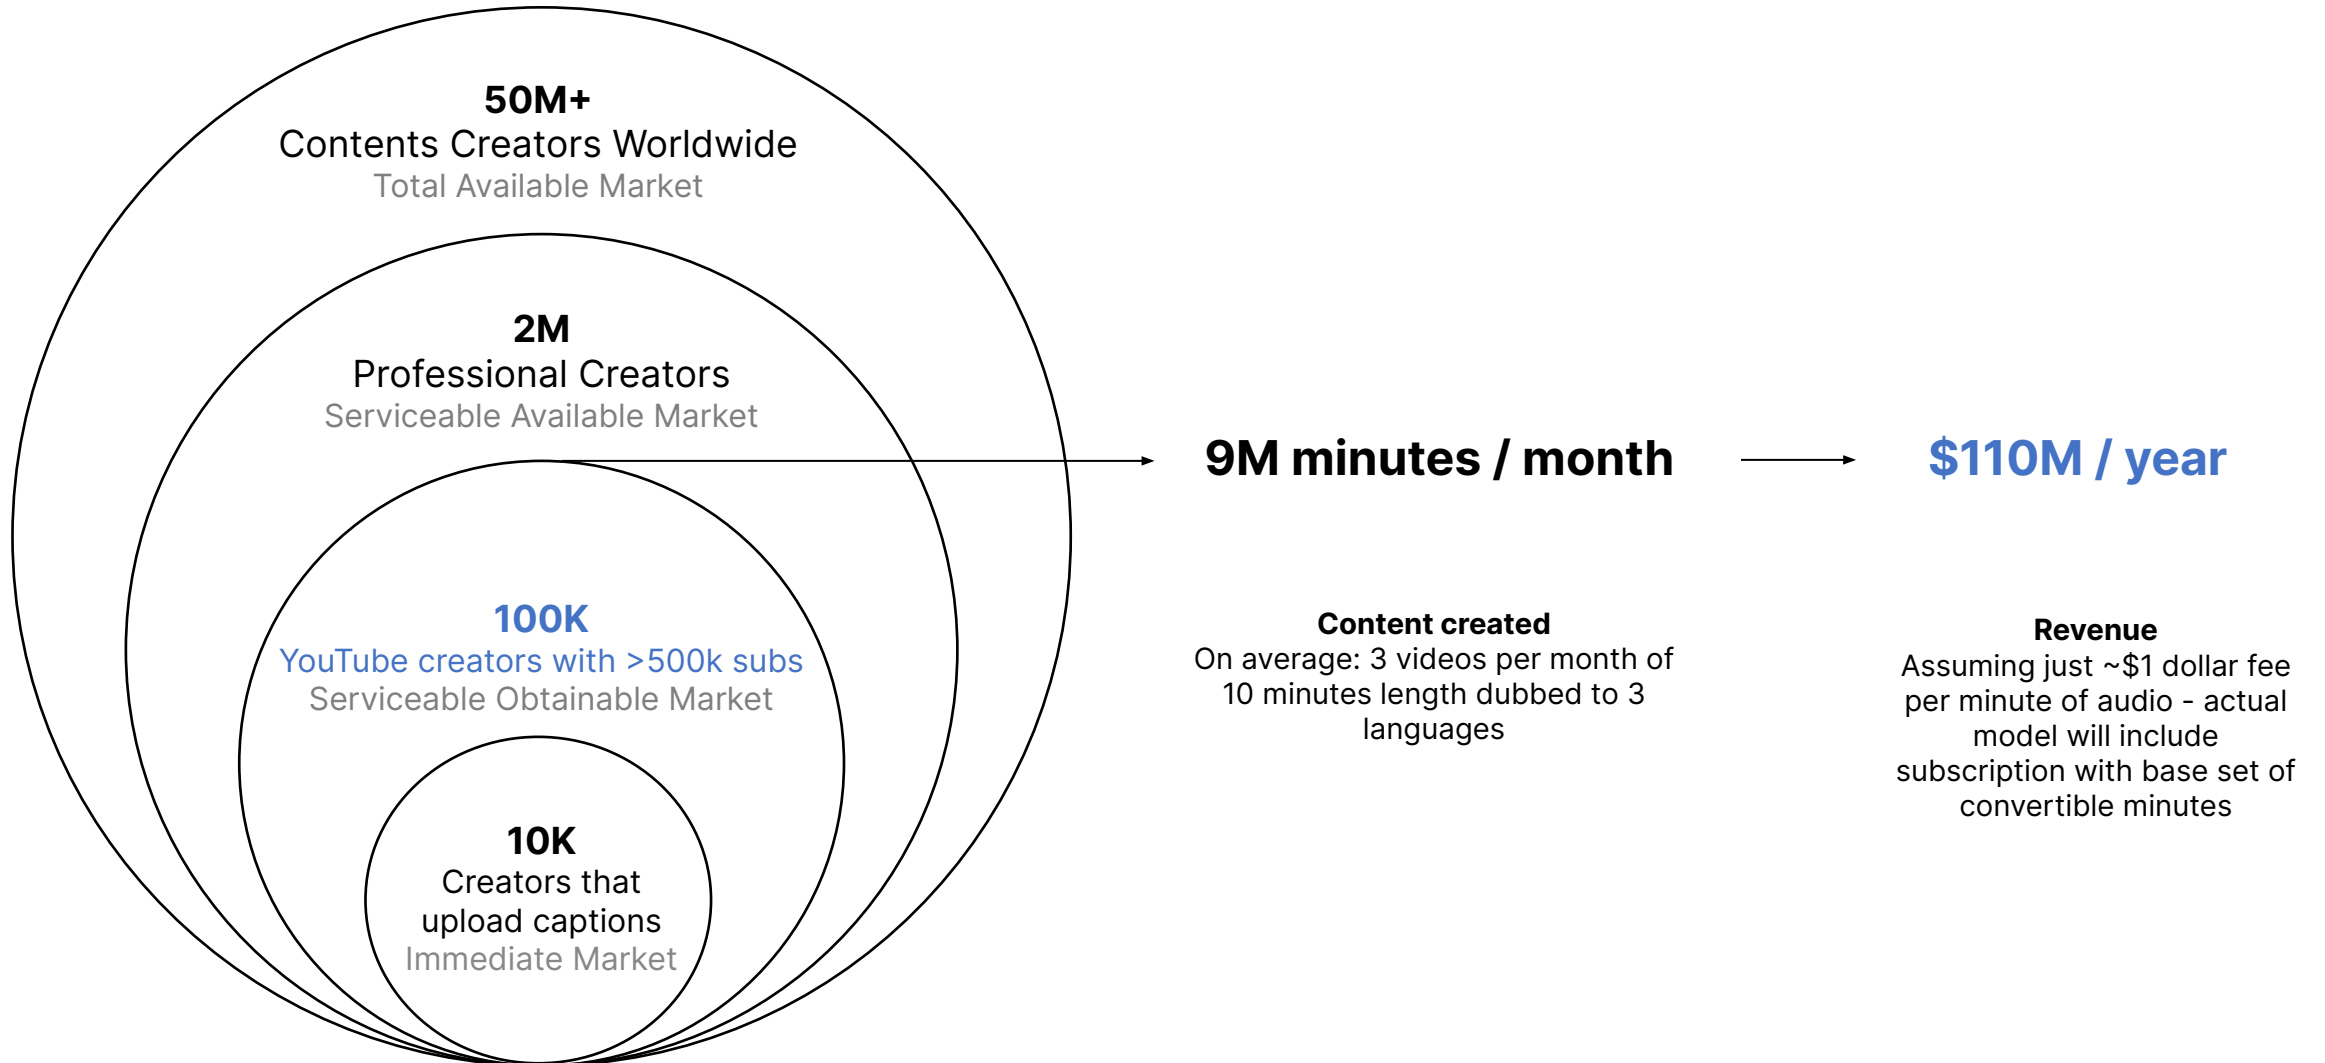 50M+
Contents Creators Worldwide
Total Available Market
2M
Professional Creators
Serviceable Available Market
100K
YouTube creators with >500k subs
Serviceable Obtainable Market
10K
Creators that
upload captions
Immediate Market
9M minutes / month
Content created
On average: 3 videos per month of
10 minutes length dubbed to 3
languages
$110M / year
Revenue
Assuming just ~$1 dollar fee
per minute of audio - actual
model will include
subscription with base set of
convertible minutes